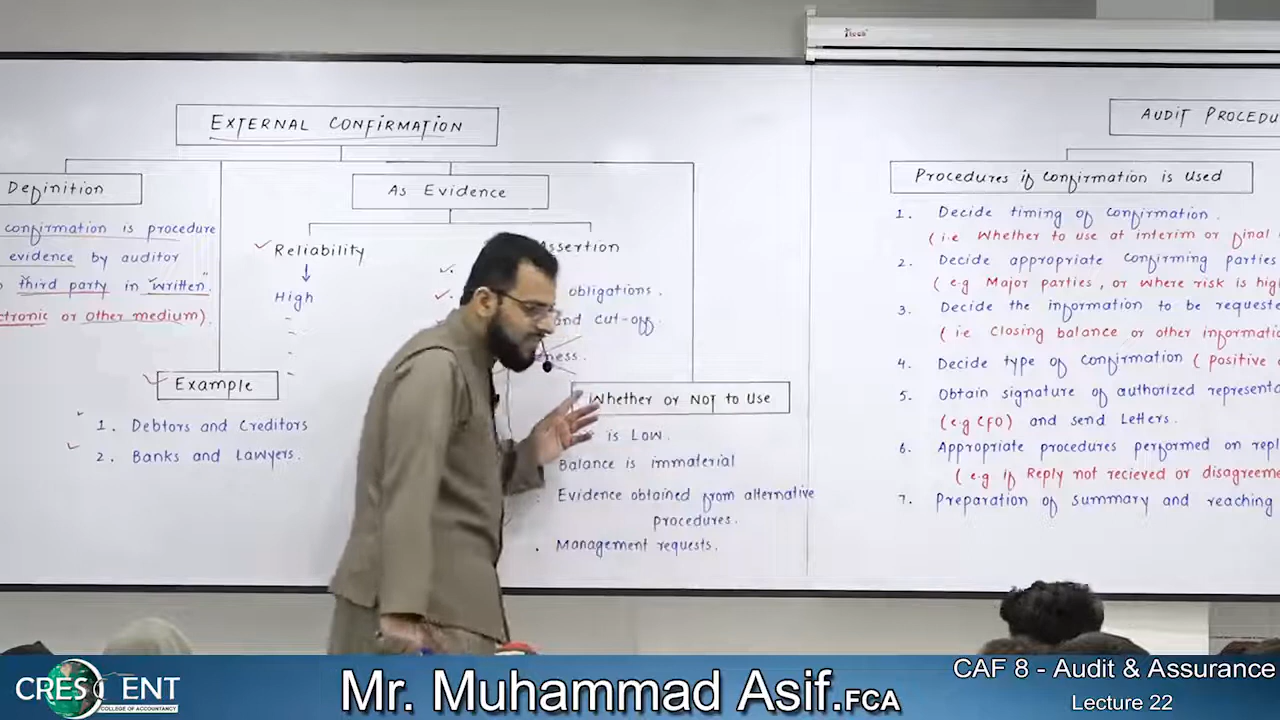 EXTERNAL CONFIRMATION
Definition
confirmation is procedure
evidence by auditor
third party in "written."
ctronic or other medium).
Example
1. Debtors and Creditors
2. Banks and Lawyers.
As Evidence
Reliability
High
Assertion
obligations.
and cut-off.
eness.
Whether or Not to Use
is Low.
Balance is immaterial
Evidence obtained from alternative
procedures.
Management requests.
AUDIT PROCEDU
Procedures if Confirmation is Used
1. Decide timing of confirmation.
(i.e Whether to use at interim or final
2. Decide appropriate confirming parties
(e.g Major parties, or where risk is hig
3. Decide the information to be requeste
(ie Closing balance or other informatio
4. Decide type of confirmation (positive
5. Obtain signature of authorized represent
(e.g CFO) and send Letters.
6. Appropriate procedures performed on repl
(e.g if Reply not recieved or disagreeme
7. Preparation of summary and reaching
CRESCENT
COLLEGE OF ACCOUNTANCY
Mr. Muhammad Asif.FCA
CAF 8 - Audit & Assurance
Lecture 22